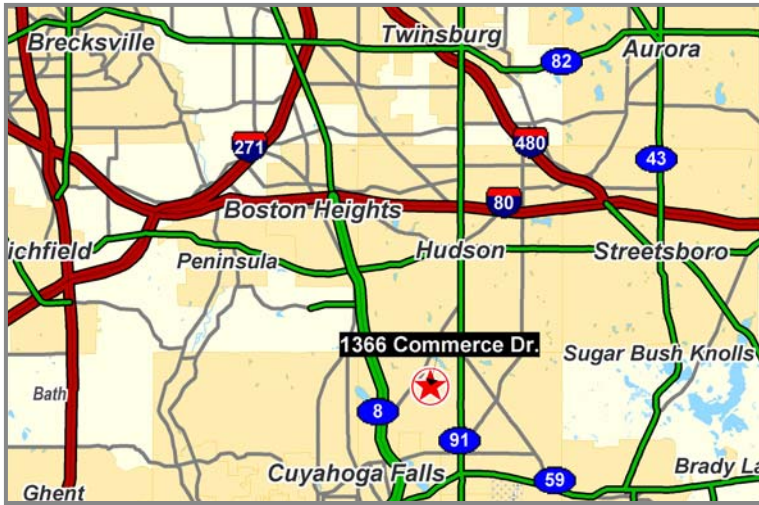 Brecksville
Twinsburg
Aurora
82
271
480
43
80
Boston Heights
ichfield
Peninsula
Hudson
Streetsboro
1366 Commerce Dr.
Sugar Bush Knolls
Bath
8
91
Cuyahoga Falls
59
Brady La
Ghent